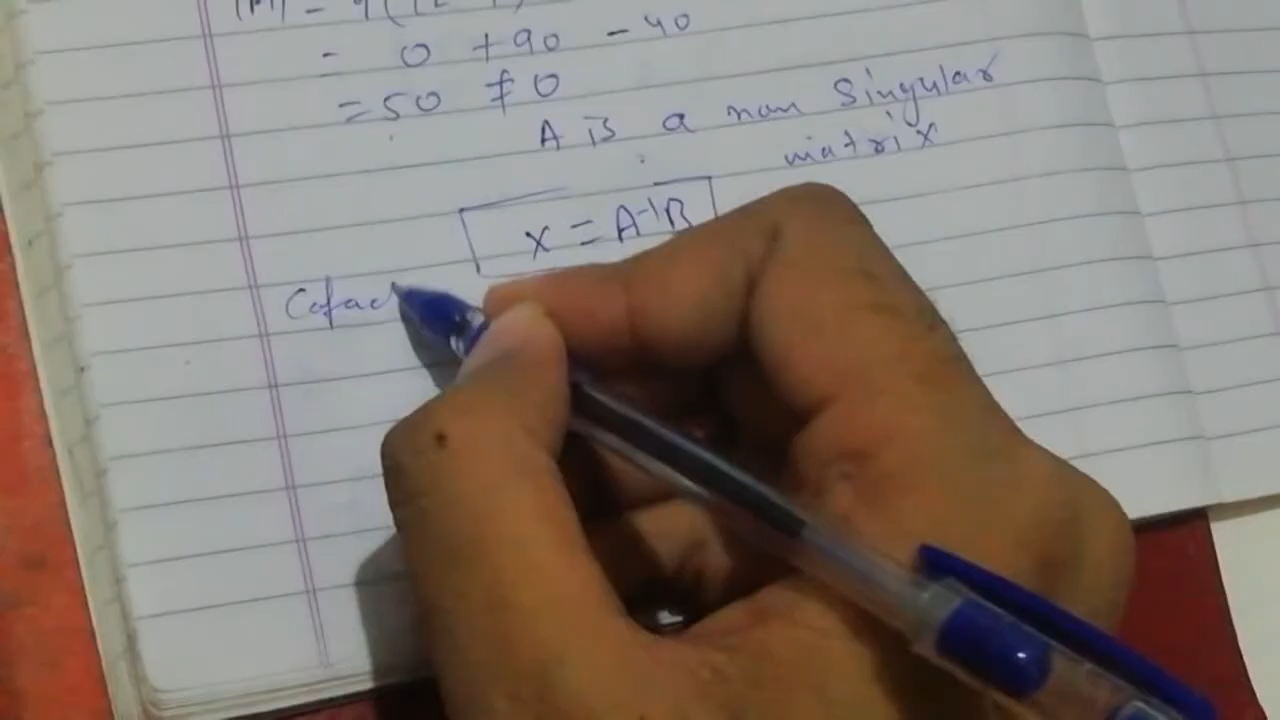 = 0 + 90 - 40
= 50 ≠ 0
A is a non Singular
matrix
X = A⁻¹B
Cofac